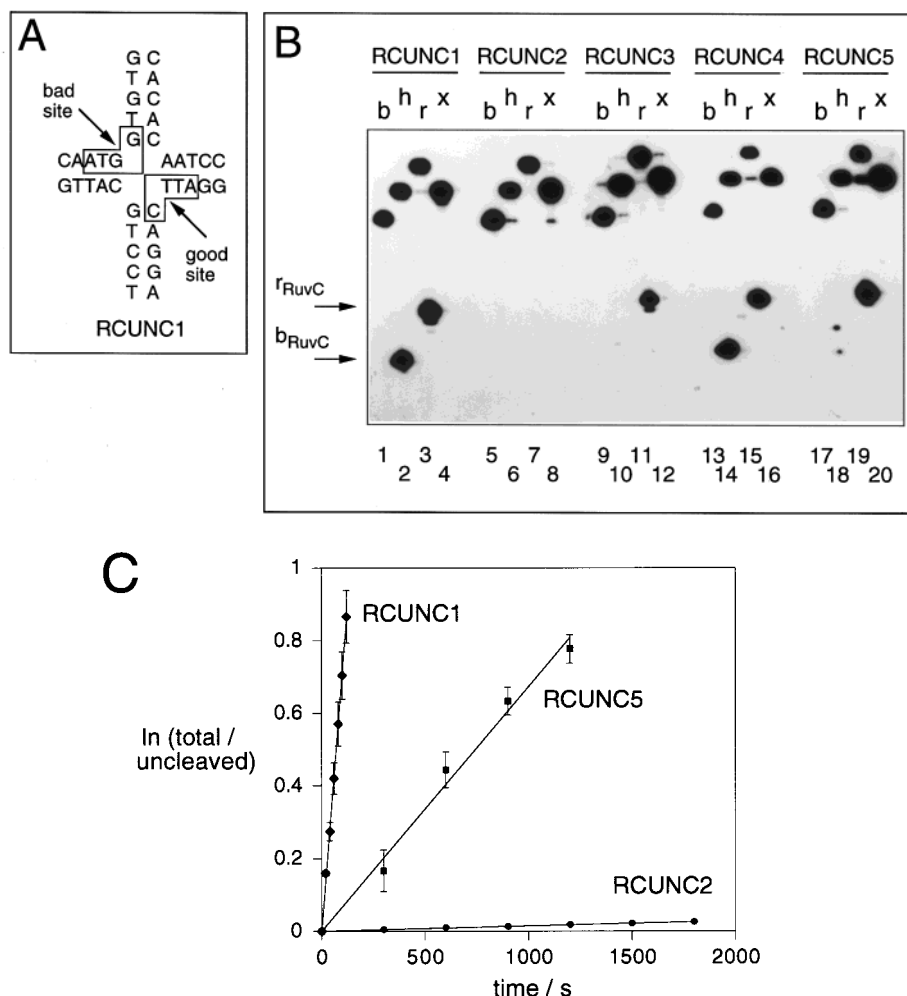 A
G C
T A
G C
T A
G C
bad
site
CAATG AATCC
GTTAC TTAGG
G C
T A
C G
C G
T A
good
site
RCUNC1
B
RCUNC1 RCUNC2 RCUNC3 RCUNC4 RCUNC5
b h r x b h r x b h r x b h r x b h r x
rRuvC
bRuvC
1 3 5 7 9 11 13 15 17 19
2 4 6 8 10 12 14 16 18 20
C
1
0.8
0.6
0.4
0.2
0
ln (total /
uncleaved)
RCUNC1
RCUNC5
RCUNC2
0 500 1000 1500 2000
time / s